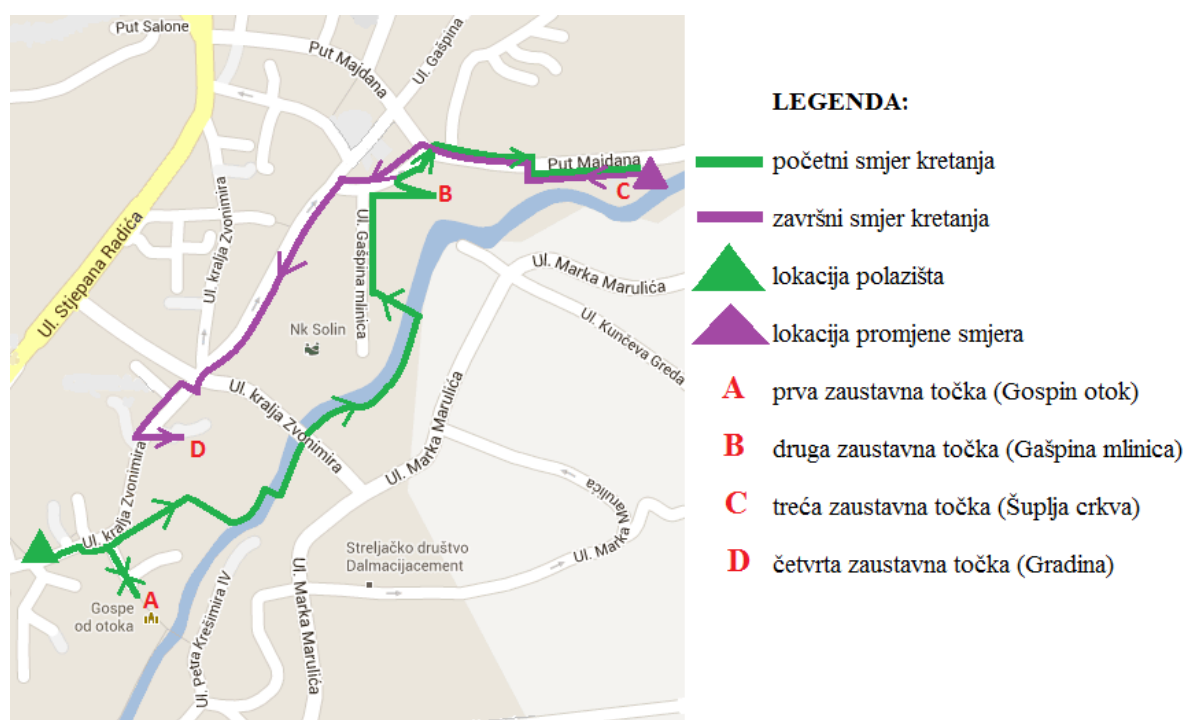 Put Salone
Put Majdana
Ul. Gašpina
Ul. Stjepana Radića
Ul. kralja Zvonimira
Put Majdana
B
C
Ul. Gašpina mlinica
Ul. Marka Marulića
Ul. Kunčeva Greda
Nk Solin
Ul. kralja Zvonimira
Ul. Marka Marulića
D
Ul. kralja Zvonimira
Ul. kralja Zvonimira
Marulića
Ul. Marka
Streljačko društvo
Dalmacijacement
Ul. Marka Marulića
Ul. Petra Krešimira IV
A
Gospe
od otoka
LEGENDA:
početni smjer kretanja
završni smjer kretanja
lokacija polazišta
lokacija promjene smjera
A prva zaustavna točka (Gospin otok)
B druga zaustavna točka (Gašpina mlinica)
C treća zaustavna točka (Šuplja crkva)
D četvrta zaustavna točka (Gradina)